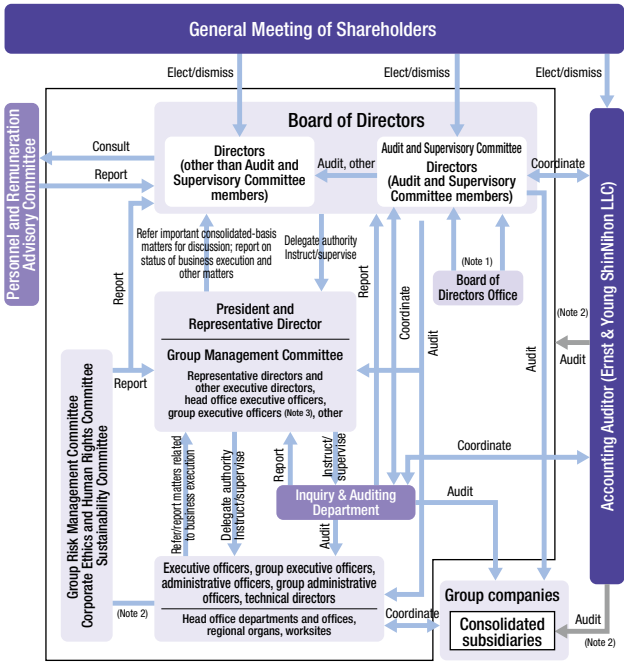 General Meeting of Shareholders
Elect/dismiss
Elect/dismiss
Elect/dismiss
Personnel and Remuneration
Advisory Committee
Consult
Report
Board of Directors
Directors
(other than Audit and
Supervisory Committee
members)
Audit, other
Audit and Supervisory Committee
Directors
(Audit and Supervisory
Committee members)
Coordinate
Accounting Auditor (Ernst & Young ShinNihon LLC)
Refer important consolidated-basis
matters for discussion; report on
status of business execution and
other matters
Delegate authority
Instruct/supervise
Report
Coordinate
Audit
(Note 1)
Board of
Directors Office
Audit
(Note 2)
Audit
Report
Report
President and
Representative Director
Group Management Committee
Representative directors and
other executive directors,
head office executive officers,
group executive officers (Note 3), other
Group Risk Management Committee
Corporate Ethics and Human Rights Committee
Sustainability Committee
Refer/report matters related
to business execution
Delegate authority
Instruct/supervise
Report
Instruct/
supervise
Coordinate
Inquiry & Auditing
Department
Audit
Audit
Executive officers, group executive officers,
administrative officers, group administrative
officers, technical directors
Head office departments and offices,
regional organs, worksites
(Note 2)
Coordinate
Group companies
Consolidated
subsidiaries
Audit
(Note 2)